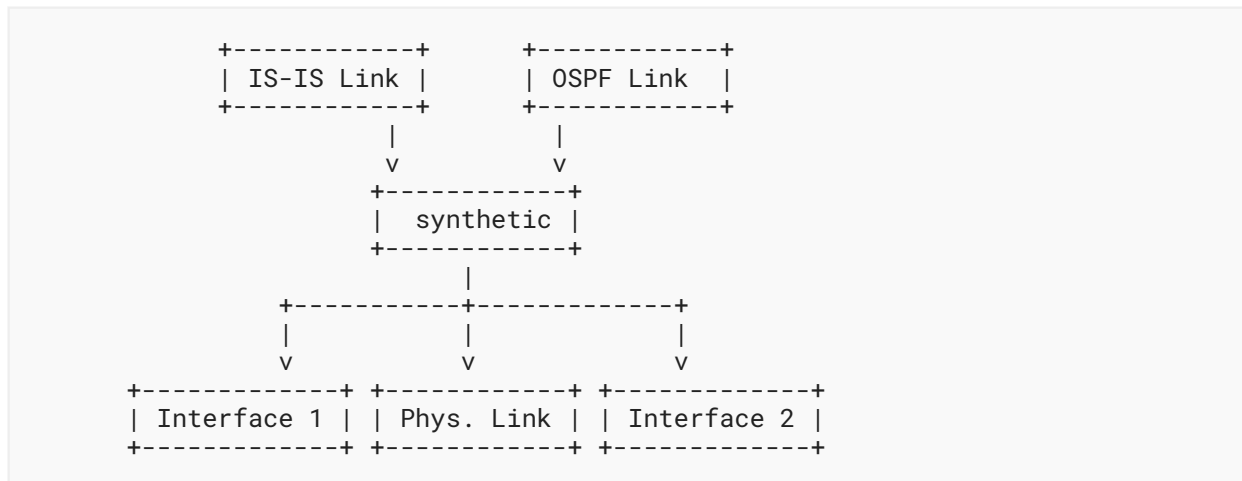 +------------+      +------------+
| IS-IS Link |      | OSPF Link  |
+------------+      +------------+
          |          |
          v          v
         +------------+
         |  synthetic |
         +------------+
               |
    +-----------+-------------+
    |           |             |
    v           v             v
+-------------+ +------------+ +-------------+
| Interface 1 | | Phys. Link | | Interface 2 |
+-------------+ +------------+ +-------------+